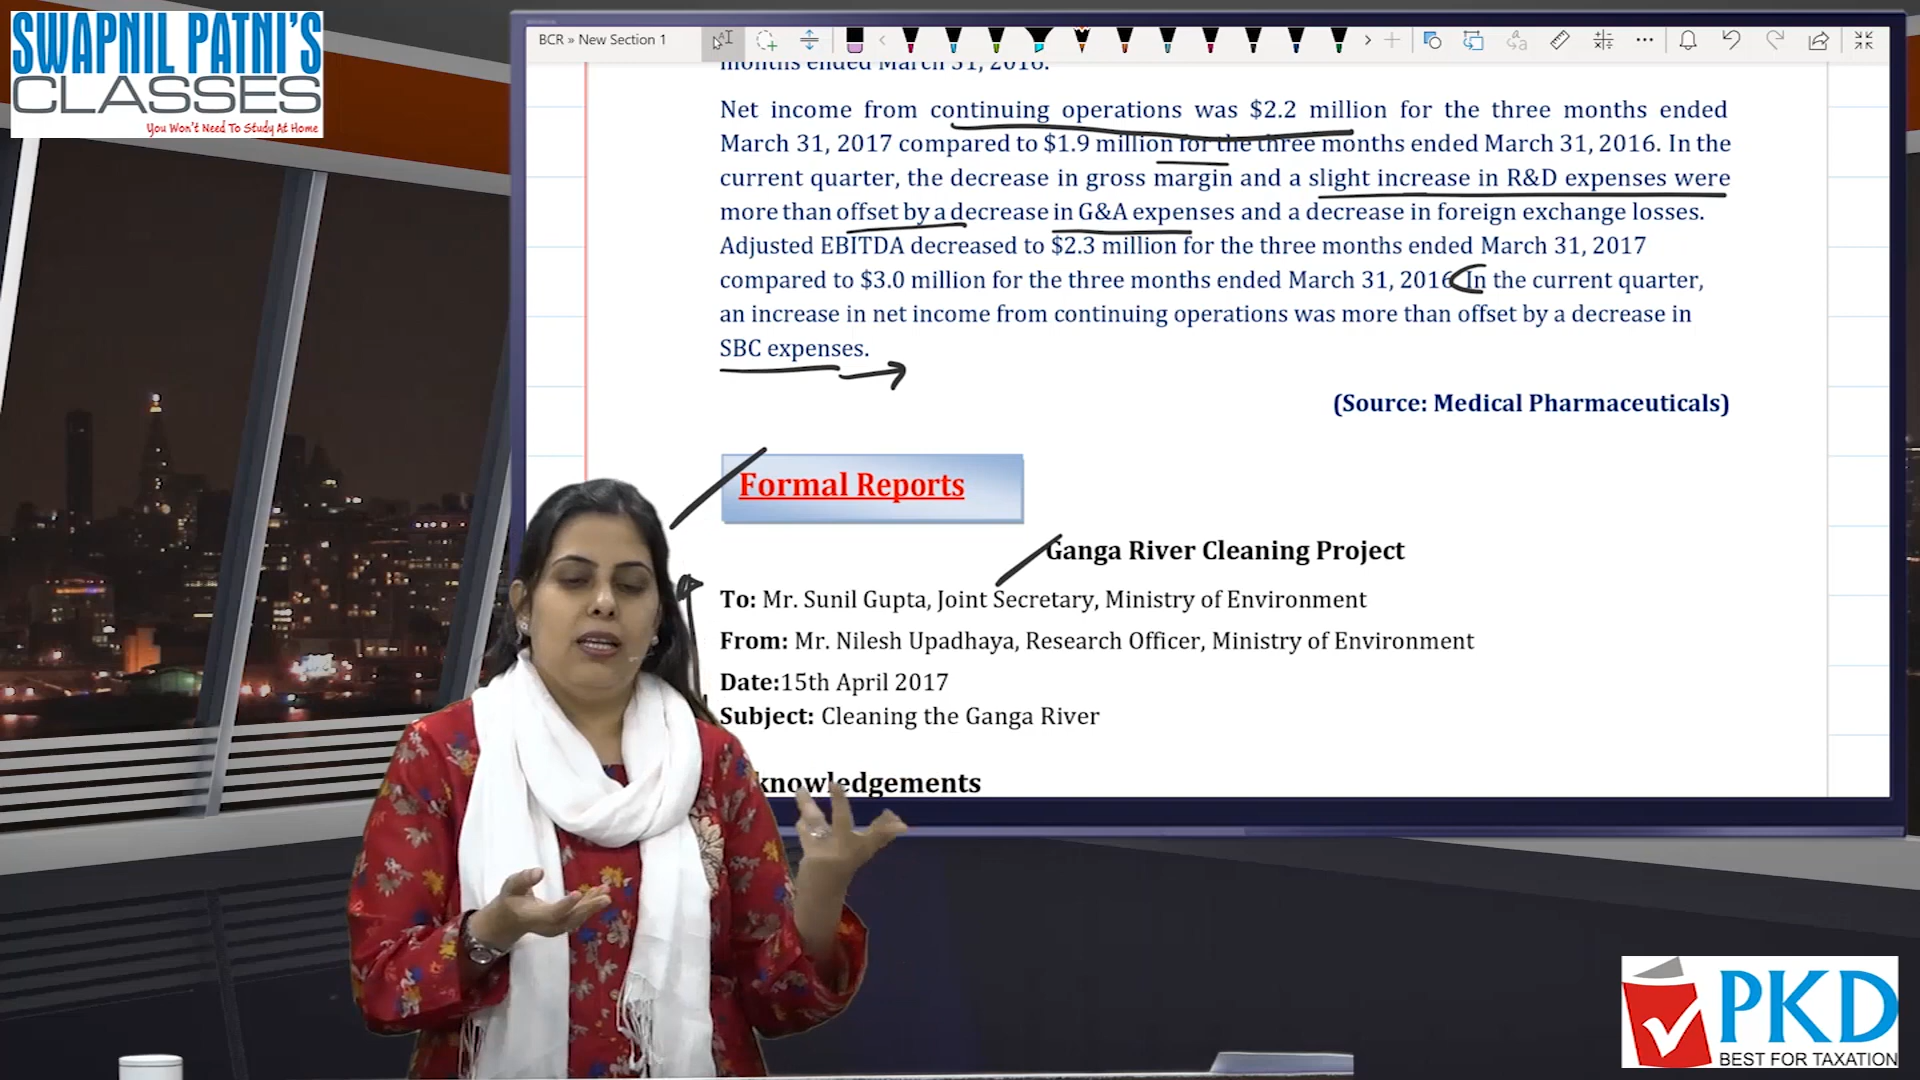 SWAPNIL PATNI'S
CLASSES
You Won't Need To Study At Home
BCR » New Section 1
months ended March 31, 2016.
Net income from continuing operations was $2.2 million for the three months ended
March 31, 2017 compared to $1.9 million for the three months ended March 31, 2016. In the
current quarter, the decrease in gross margin and a slight increase in R&D expenses were
more than offset by a decrease in G&A expenses and a decrease in foreign exchange losses.
Adjusted EBITDA decreased to $2.3 million for the three months ended March 31, 2017
compared to $3.0 million for the three months ended March 31, 2016. In the current quarter,
an increase in net income from continuing operations was more than offset by a decrease in
SBC expenses.
(Source: Medical Pharmaceuticals)
Formal Reports
Ganga River Cleaning Project
To: Mr. Sunil Gupta, Joint Secretary, Ministry of Environment
From: Mr. Nilesh Upadhaya, Research Officer, Ministry of Environment
Date:15th April 2017
Subject: Cleaning the Ganga River
knowledgements
PKD
BEST FOR TAXATION